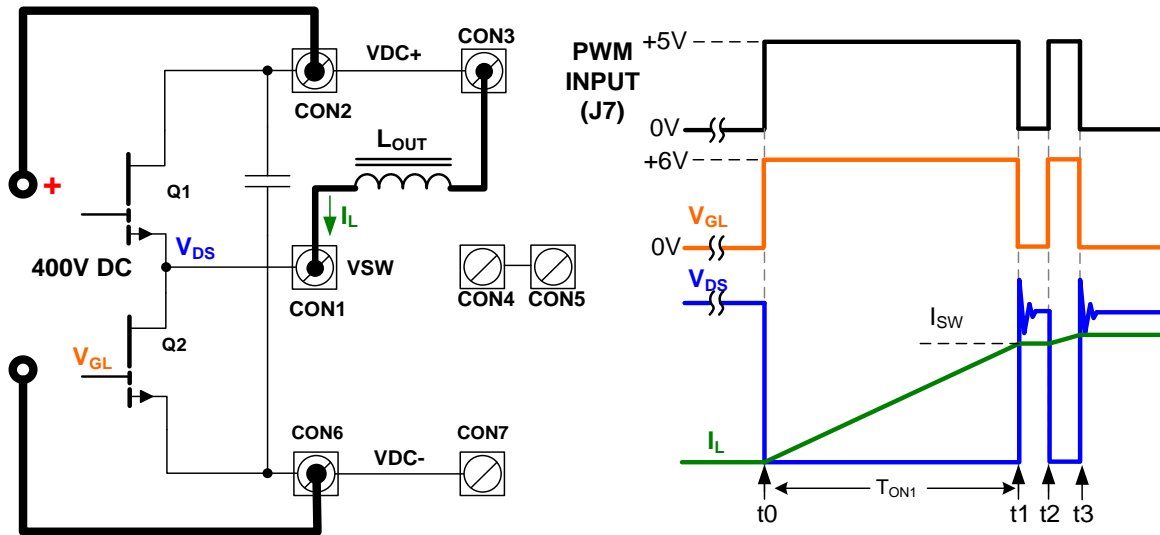 CON2
VDC+
CON3
LOUT
+
Q1
IL
400V DC
VDS
VSW
CON1
CON4
CON5
Q2
VGL
CON6
VDC-
CON7
PWM
INPUT
(J7)
+5V
0V
+6V
VGL
0V
VDS
ISW
IL
TON1
t0
t1
t2
t3